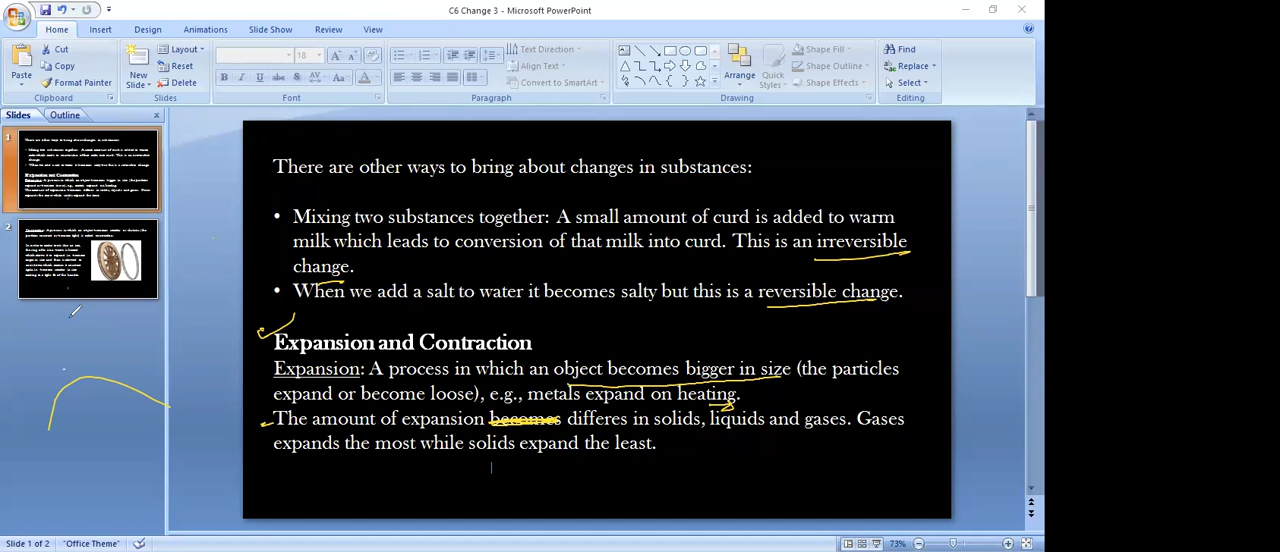 C6 Change 3 - Microsoft PowerPoint
Home Insert Design Animations Slide Show Review View
Cut Layout 18 Text Direction Shape Fill Find
Paste Copy New Slide Reset Align Text Arrange Quick Styles Shape Outline Replace
Format Painter Delete B I U S AV Aa A Convert to SmartArt Shape Effects Select
Clipboard Slides Font Paragraph Drawing Editing
Slides Outline
1
2
There are other ways to bring about changes in substances:
• Mixing two substances together: A small amount of curd is added to warm
milk which leads to conversion of that milk into curd. This is an irreversible
change.
• When we add a salt to water it becomes salty but this is a reversible change.
Expansion and Contraction
Expansion: A process in which an object becomes bigger in size (the particles
expand or become loose), e.g., metals expand on heating.
The amount of expansion becomes differes in solids, liquids and gases. Gases
expands the most while solids expand the least.
Slide 1 of 2 "Office Theme" 73%